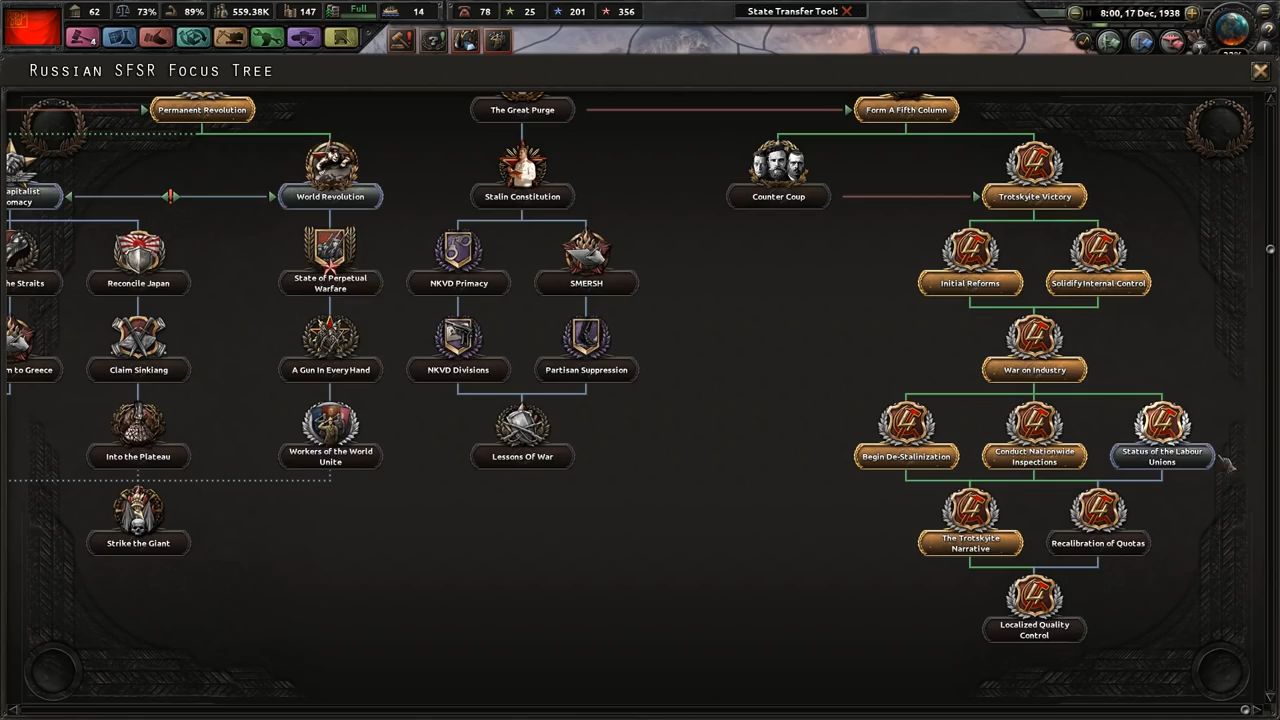 62 73% 89% 559.38K 147 Full 14 78 25 201 356 State Transfer Tool: 8:00, 17 Dec, 1938
4
Russian SFSR Focus Tree
Permanent Revolution The Great Purge Form A Fifth Column
World Revolution Stalin Constitution Counter Coup Trotskyite Victory
the Straits Reconcile Japan State of Perpetual
Warfare NKVD Primacy SMERSH Initial Reforms Solidify Internal Control
m to Greece Claim Sinkiang A Gun In Every Hand NKVD Divisions Partisan Suppression War on Industry
Into the Plateau Workers of the World
Unite Lessons Of War Begin De-Stalinization Conduct Nationwide
Inspections Status of the Labour
Unions
Strike the Giant The Trotskyite
Narrative Recalibration of Quotas
Localized Quality
Control